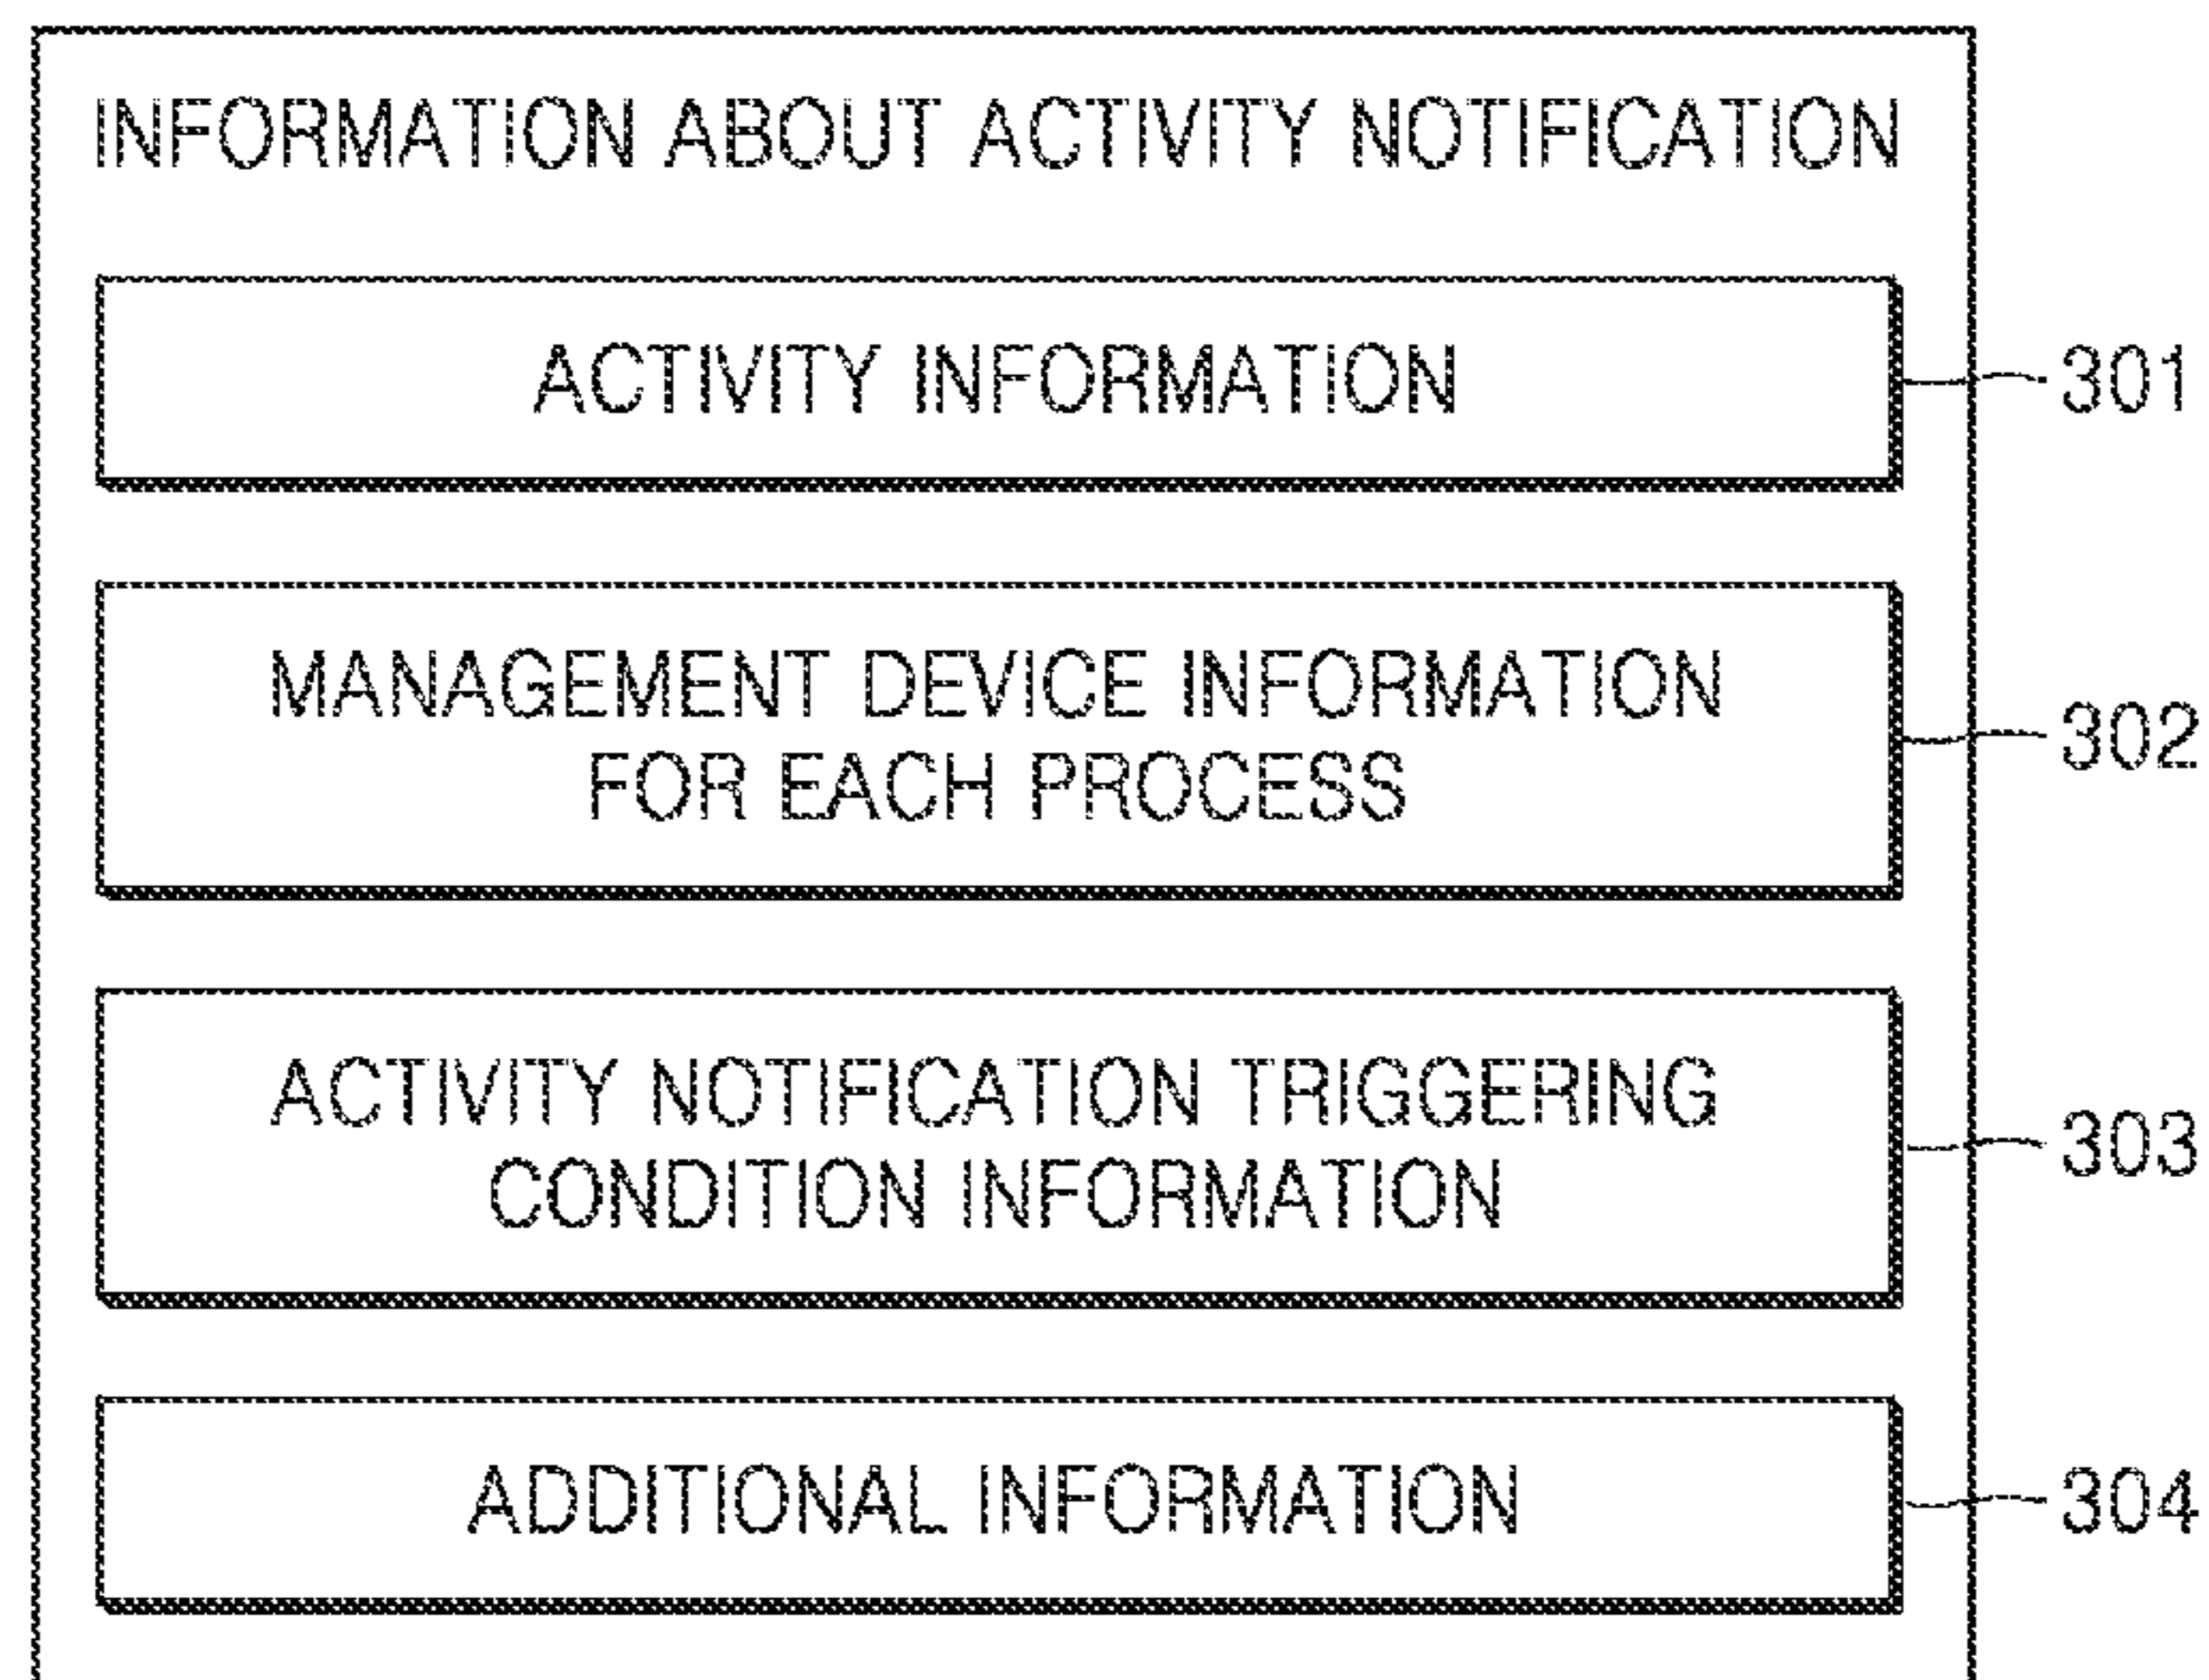 INFORMATION ABOUT ACTIVITY NOTIFICATION
ACTIVITY INFORMATION
301
MANAGEMENT DEVICE INFORMATION
FOR EACH PROCESS
302
ACTIVITY NOTIFICATION TRIGGERING
CONDITION INFORMATION
303
ADDITIONAL INFORMATION
304